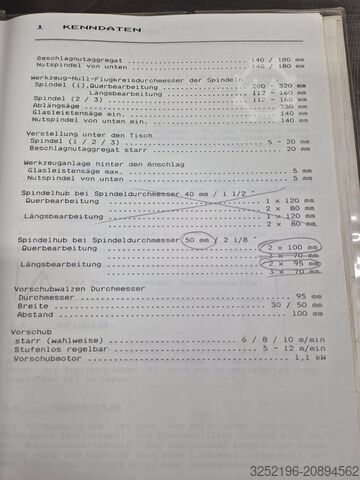 1 KENNDATEN
Beschlagnutaggregat ........ 140 / 180 mm
Nutspindel von unten ........ 140 / 180 mm
Werkzeug-Null-Flugkreisdurchmesser der Spindeln
Spindel (1),Querbearbeitung ........ 200 - 320 mm
Längsbearbeitung ........ 112 - 160 mm
Spindel (2 / 3) ........ 112 - 160 mm
Ablängsäge ........ 350 mm
Glasleistensäge min. ........ 140 mm
Nutspindel von unten min. ........ 140 mm
Verstellung unter den Tisch
Spindel (1 / 2 / 3) ........ 5 - 20 mm
Beschlagnutaggregat starr ........ 20 mm
Werkzeuganlage hinter den Anschlag
Glasleistensäge max. ........ 5 mm
Nutspindel von unten ........ 5 mm
Spindelhub bei Spindeldurchmesser 40 mm / 1 1/2 "
Querbearbeitung ........ 1 x 120 mm
........ 2 x 80 mm
Längsbearbeitung ........ 1 x 120 mm
........ 2 x 80 mm
Spindelhub bei Spindeldurchmesser 50 mm / 2 1/8 "
Querbearbeitung ........ 2 x 100 mm
........ 3 x 70 mm
Längsbearbeitung ........ 2 x 95 mm
........ 3 x 70 mm
Vorschubwalzen Durchmesser
Durchmesser ........ 95 mm
Breite ........ 30 / 50 mm
Abstand ........ 100 mm
Vorschub
starr (wahlweise) ........ 6 / 8 / 10 m/min
Stufenlos regelbar ........ 5 - 12 m/min
Vorschubmotor ........ 1,1 kW
3252196-20894562